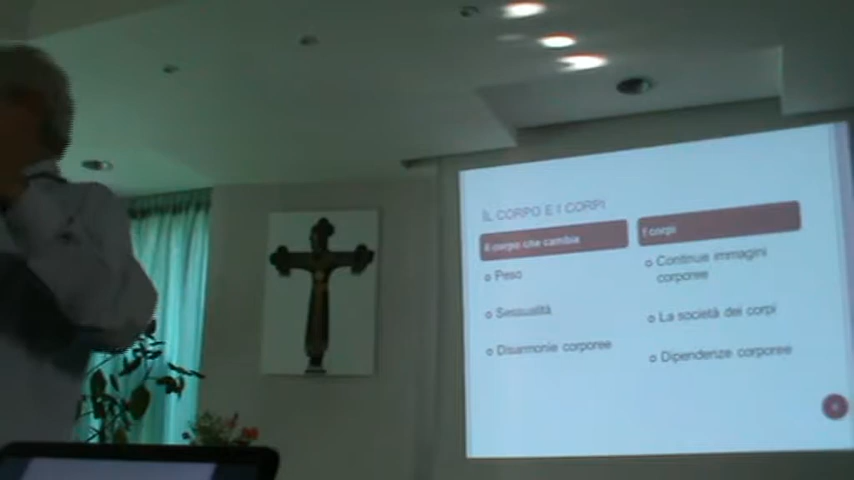 IL CORPO E I CORPI
Il corpo che cambia
I corpi
Peso
Continue immagini
corporee
Sessualità
La società dei corpi
Disarmonie corporee
Dipendenze corporee